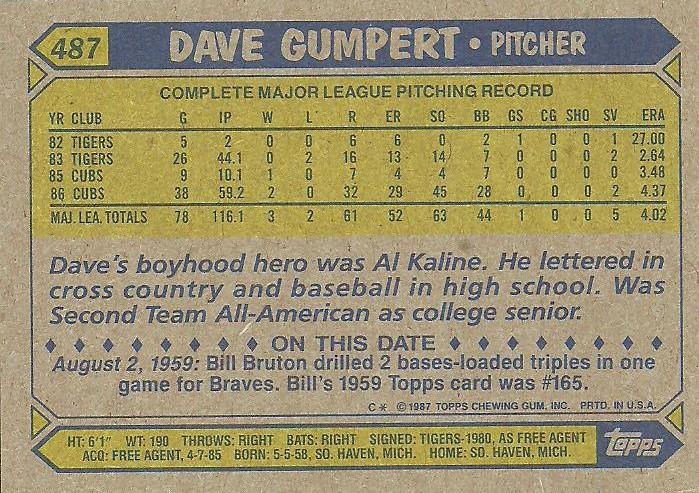 487 DAVE GUMPERT • PITCHER
COMPLETE MAJOR LEAGUE PITCHING RECORD
YR CLUB G IP W L R ER SO BB GS CG SHO SV ERA
82 TIGERS 5 2 0 0 6 6 0 2 1 0 0 1 27.00
83 TIGERS 26 44.1 0 2 16 13 14 7 0 0 0 2 2.64
85 CUBS 9 10.1 1 0 7 4 4 7 0 0 0 0 3.48
86 CUBS 38 59.2 2 0 32 29 45 28 0 0 0 2 4.37
MAJ. LEA. TOTALS 78 116.1 3 2 61 52 63 44 1 0 0 5 4.02
Dave's boyhood hero was Al Kaline. He lettered in
cross country and baseball in high school. Was
Second Team All-American as college senior.
ON THIS DATE
August 2, 1959: Bill Bruton drilled 2 bases-loaded triples in one
game for Braves. Bill's 1959 Topps card was #165.
C* © 1987 TOPPS CHEWING GUM, INC. PRTD. IN U.S.A.
HT: 6'1" WT: 190 THROWS: RIGHT BATS: RIGHT SIGNED: TIGERS-1980, AS FREE AGENT
ACQ: FREE AGENT, 4-7-85 BORN: 5-5-58, SO. HAVEN, MICH. HOME: SO. HAVEN, MICH.
topps